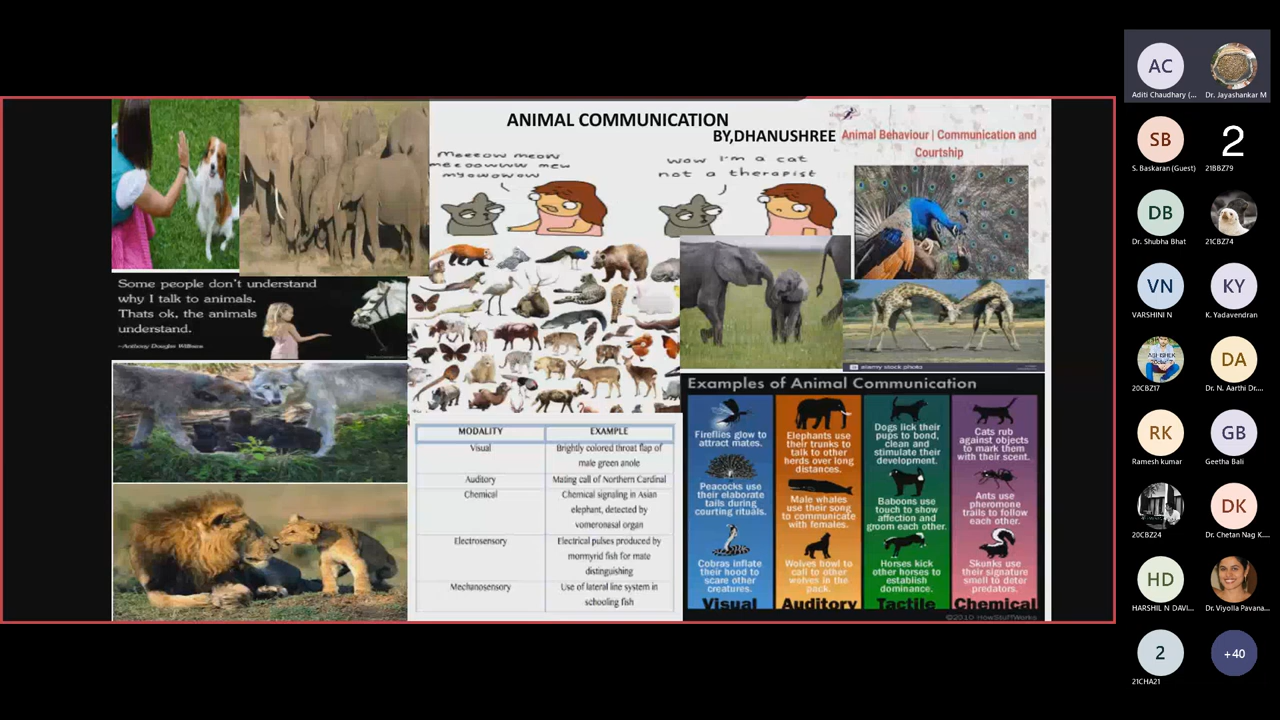 ANIMAL COMMUNICATION
BY,DHANUSHREE
Meeeow meow
meeoowww mew
myowowow
Wow I'm a cat
not a therapist
Animal Behaviour | Communication and
Courtship
Some people don't understand
why I talk to animals.
Thats ok, the animals
understand.
~Anthony Douglas Williams
alamy stock photo
MODALITY EXAMPLE
Visual Brightly colored throat flap of
male green anole
Auditory Mating call of Northern Cardinal
Chemical Chemical signaling in Asian
elephant, detected by
vomeronasal organ
Electrosensory Electrical pulses produced by
mormyrid fish for mate
distinguishing
Mechanosensory Use of lateral line system in
schooling fish
Examples of Animal Communication
Fireflies glow to
attract mates.
Peacocks use
their elaborate
tails during
courting rituals.
Cobras inflate
their hood to
scare other
creatures.
Visual
Elephants use
their trunks to
talk to other
herds over long
distances.
Male whales
use their song
to communicate
with females.
Wolves howl to
call to other
wolves in the
pack.
Auditory
Dogs lick their
pups to bond,
clean and
stimulate their
development.
Baboons use
touch to show
affection and
groom each other.
Horses kick
other horses to
establish
dominance.
Tactile
Cats rub
against objects
to mark them
with their scent.
Ants use
pheromone
trails to follow
each other.
Skunks use
their signature
smell to deter
predators.
Chemical
©2010 HowStuffWorks
AC
Aditi Chaudhary (...
Dr. Jayashankar M
SB
S. Baskaran (Guest)
2
21BBZ79
DB
Dr. Shubha Bhat
21CBZ74
VN
VARSHINI N
KY
K. Yadavendran
20CBZ17
DA
Dr. N. Aarthi Dr....
RK
Ramesh kumar
GB
Geetha Bali
20CBZ24
DK
Dr. Chetan Nag K....
HD
HARSHIL N DAVI...
Dr. Viyolla Pavana...
2
21CHA21
+40